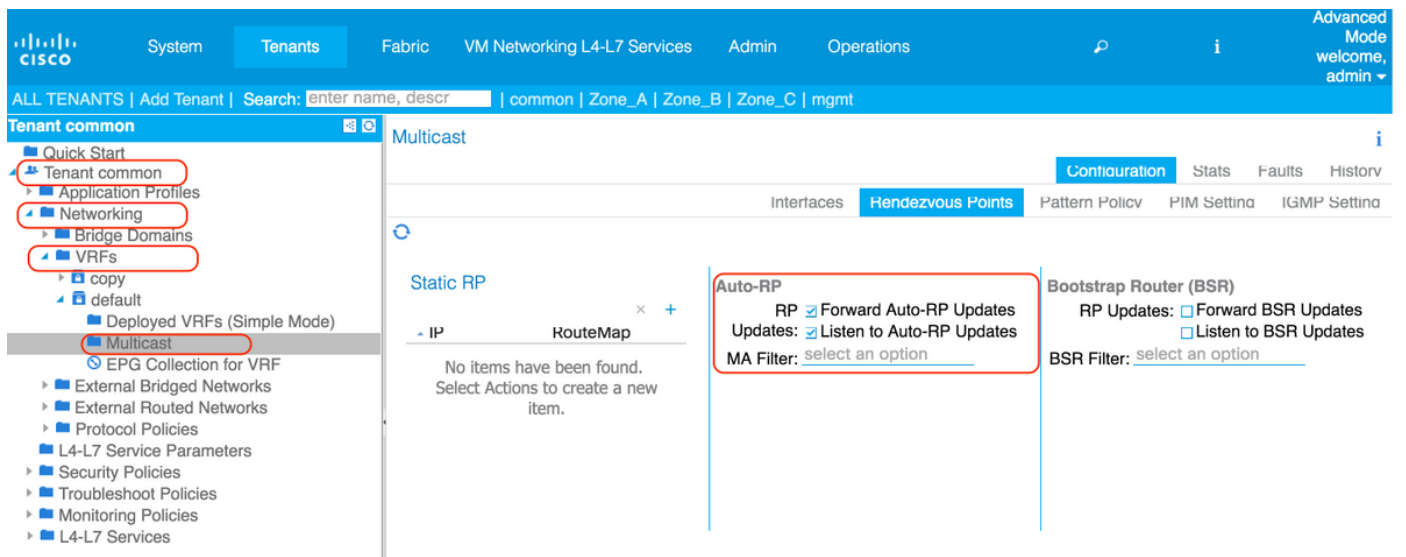 Advanced
Mode
welcome,
admin
CISCO
System Tenants Fabric VM Networking L4-L7 Services Admin Operations i
ALL TENANTS | Add Tenant | Search: enter name, descr | common | Zone_A | Zone_B | Zone_C | mgmt
Tenant common
Quick Start
Tenant common
Application Profiles
Networking
Bridge Domains
VRFs
copy
default
Deployed VRFs (Simple Mode)
Multicast
EPG Collection for VRF
External Bridged Networks
External Routed Networks
Protocol Policies
L4-L7 Service Parameters
Security Policies
Troubleshoot Policies
Monitoring Policies
L4-L7 Services
Multicast i
Configuration Stats Faults History
Interfaces Rendezvous Points Pattern Policy PIM Setting IGMP Setting
Static RP
× +
IP RouteMap
No items have been found.
Select Actions to create a new
item.
Auto-RP
RP Forward Auto-RP Updates
Updates: Listen to Auto-RP Updates
MA Filter: select an option
Bootstrap Router (BSR)
RP Updates: Forward BSR Updates
Listen to BSR Updates
BSR Filter: select an option